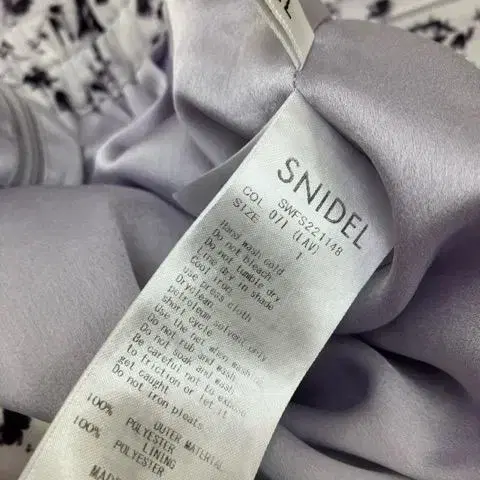 L
SNIDEL
SWFS221148
COL 071 (LAV)
SIZE 1
Hand wash cold
Do not bleach
Do not tumble dry
Line dry in shade
Cool iron
use press cloth
Dryclean,
petroleum solvent only
short cycle
Use the net when washing
Do not rub and wash
Do not soak and wash
Be careful not to expose
to friction or let it
get caught.
Do not iron pleats.
OUTER MATERIAL
100% POLYESTER
LINING
100% POLYESTER
MADE